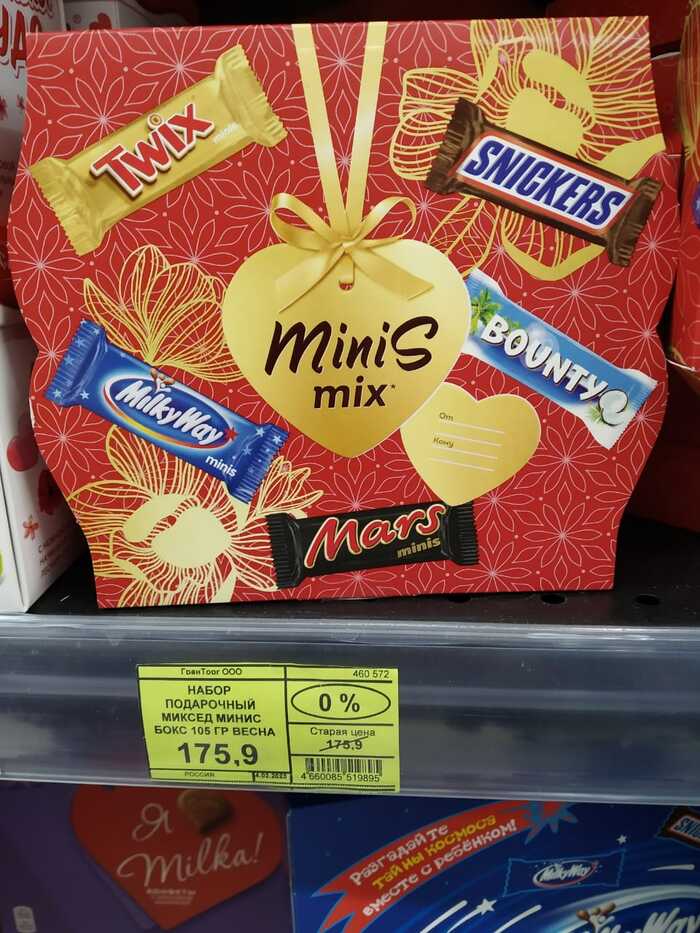 TWIX
minis
SNICKERS
MiniS
mix*
BOUNTY
MilkyWay
minis
От
Кому
Mars
minis
ГранТорг ООО
460 572
НАБОР
ПОДАРОЧНЫЙ
МИКСЕД МИНИС
БОКС 105 ГР ВЕСНА
175,9
РОССИЯ
0 %
Старая цена
175,9
4 660085 519895
Я
Milka!
КОНФЕТЫ
Разгадайте
тайны космоса
вместе с ребёнком!
MilkyWay
MilkyWay